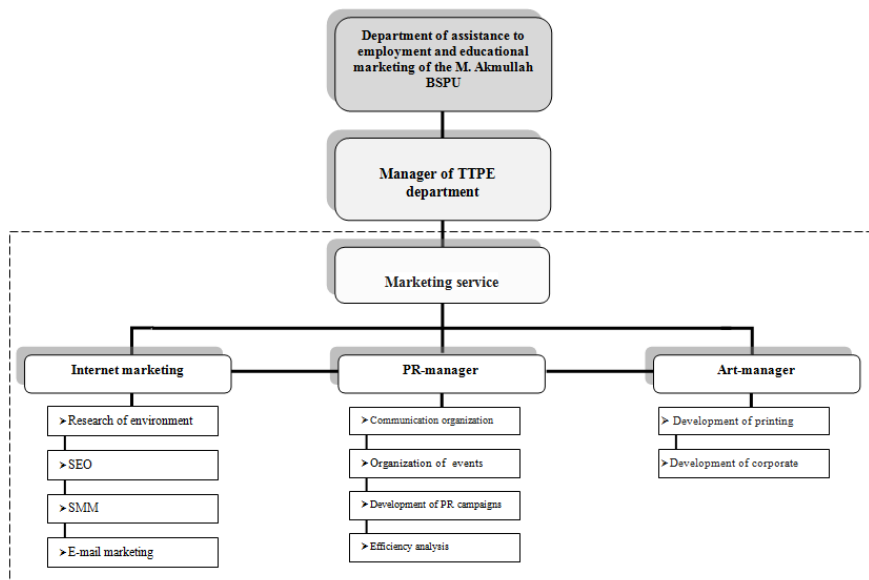 Department of assistance to
employment and educational
marketing of the M. Akmullah
BSPU
Manager of TTPE
department
Marketing service
Internet marketing
PR-manager
Art-manager
➤Research of environment
➤SEO
➤SMM
➤E-mail marketing
➤Communication organization
➤Organization of events
➤Development of PR campaigns
➤Efficiency analysis
➤ Development of printing
➤Development of corporate